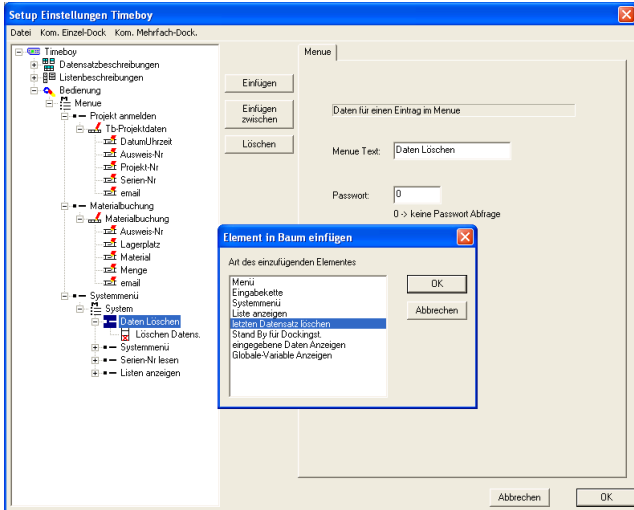 Setup Einstellungen Timeboy
Datei Kom. Einzel-Dock Kom. Mehrfach-Dock.
Timeboy
Datensatzbeschreibungen
Listenbeschreibungen
Bedienung
Menue
Projekt anmelden
Tb-Projektdaten
DatumUhrzeit
Ausweis-Nr
Projekt-Nr
Serien-Nr
email
Materialbuchung
Materialbuchung
Ausweis-Nr
Lagerplatz
Material
Menge
email
Systemmenü
System
Daten Löschen
Löschen Datens.
Systemmenü
Serien-Nr lesen
Listen anzeigen
Einfügen
Einfügen
zwischen
Löschen
Menue
Daten für einen Eintrag im Menue
Menue Text: Daten Löschen
Passwort: 0
0 -> keine Passwort Abfrage
Element in Baum einfügen
Art des einzufügenden Elementes
Menü
Eingabekette
Systemmenü
Liste anzeigen
letzten Datensatz löschen
Stand By für Dockingst.
eingegebene Daten Anzeigen
Globale-Variable Anzeigen
OK
Abbrechen
Abbrechen OK